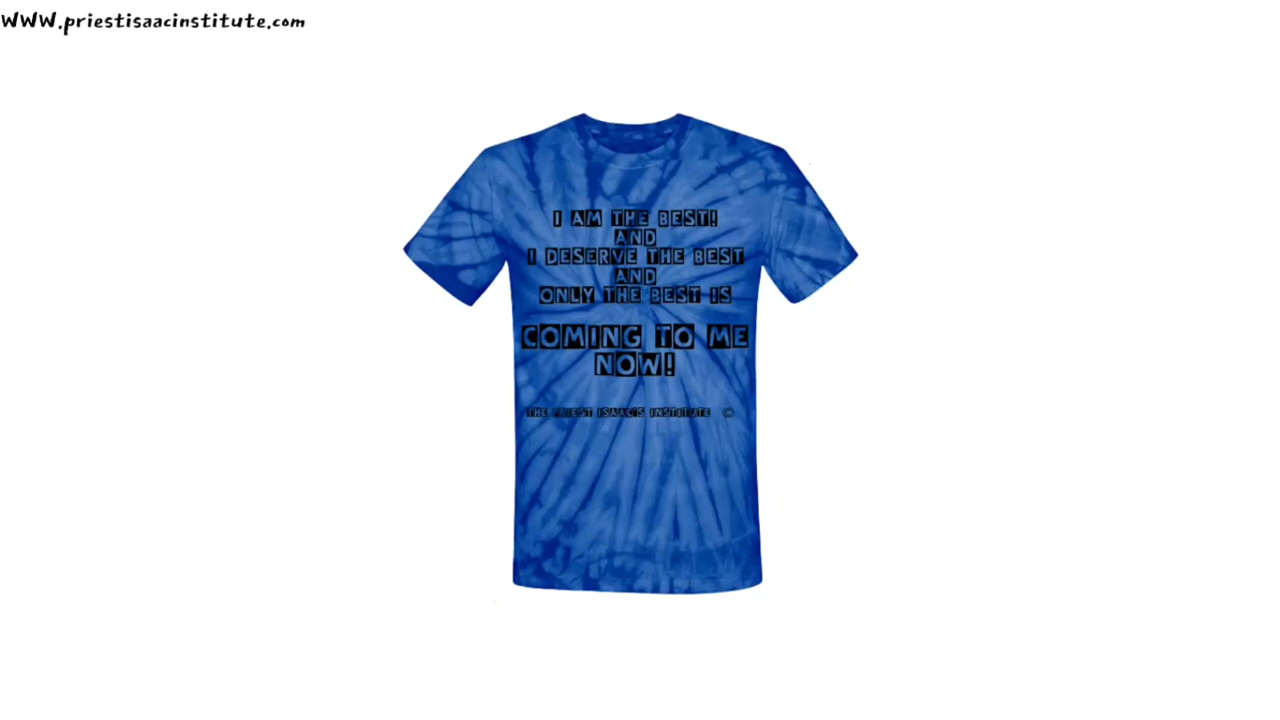 WWW.priestisaacinstitute.com
I AM THE BEST!
AND
I DESERVE THE BEST
AND
ONLY THE BEST IS
COMING TO ME
NOW!
THE PRIEST ISAAC'S INSTITUTE ©